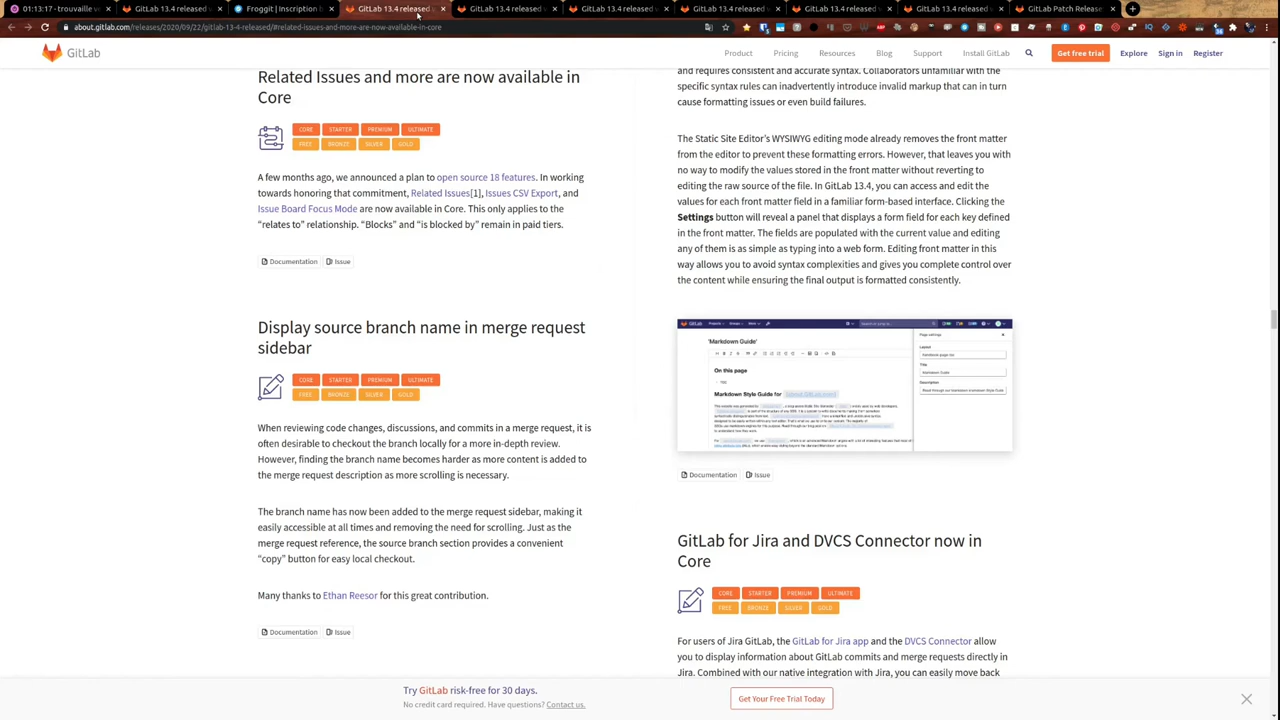 01:13:17 - trouvaille
GitLab 13.4 released
Froggit | Inscription b
GitLab 13.4 released
GitLab 13.4 released
GitLab 13.4 released
GitLab 13.4 released
GitLab 13.4 released
GitLab 13.4 released
GitLab Patch Release
about.gitlab.com/releases/2020/09/22/gitlab-13-4-released/#related-issues-and-more-are-now-available-in-core
GitLab
Product
Pricing
Resources
Blog
Support
Install GitLab
Get free trial
Explore
Sign in
Register
Related Issues and more are now available in
Core
CORE STARTER PREMIUM ULTIMATE
FREE BRONZE SILVER GOLD
A few months ago, we announced a plan to open source 18 features. In working
towards honoring that commitment, Related Issues[1], Issues CSV Export, and
Issue Board Focus Mode are now available in Core. This only applies to the
“relates to” relationship. “Blocks” and “is blocked by” remain in paid tiers.
Documentation Issue
Display source branch name in merge request
sidebar
CORE STARTER PREMIUM ULTIMATE
FREE BRONZE SILVER GOLD
When reviewing code changes, discussions, and commits in a merge request, it is
often desirable to checkout the branch locally for a more in-depth review.
However, finding the branch name becomes harder as more content is added to
the merge request description as more scrolling is necessary.
The branch name has now been added to the merge request sidebar, making it
easily accessible at all times and removing the need for scrolling. Just as the
merge request reference, the source branch section provides a convenient
“copy” button for easy local checkout.
Many thanks to Ethan Reesor for this great contribution.
Documentation Issue
and requires consistent and accurate syntax. Collaborators unfamiliar with the
specific syntax rules can inadvertently introduce invalid markup that can in turn
cause formatting issues or even build failures.
The Static Site Editor’s WYSIWYG editing mode already removes the front matter
from the editor to prevent these formatting errors. However, that leaves you with
no way to modify the values stored in the front matter without reverting to
editing the raw source of the file. In GitLab 13.4, you can access and edit the
values for each front matter field in a familiar form-based interface. Clicking the
Settings button will reveal a panel that displays a form field for each key defined
in the front matter. The fields are populated with the current value and editing
any of them is as simple as typing into a web form. Editing front matter in this
way allows you to avoid syntax complexities and gives you complete control over
the content while ensuring the final output is formatted consistently.
'Markdown Guide'
On this page
Markdown Style Guide for
Page settings
Layout
Title
Markdown Guide
Description
Documentation Issue
GitLab for Jira and DVCS Connector now in
Core
CORE STARTER PREMIUM ULTIMATE
FREE BRONZE SILVER GOLD
For users of Jira GitLab, the GitLab for Jira app and the DVCS Connector allow
you to display information about GitLab commits and merge requests directly in
Jira. Combined with our native integration with Jira, you can easily move back
Try GitLab risk-free for 30 days.
No credit card required. Have questions? Contact us.
Get Your Free Trial Today